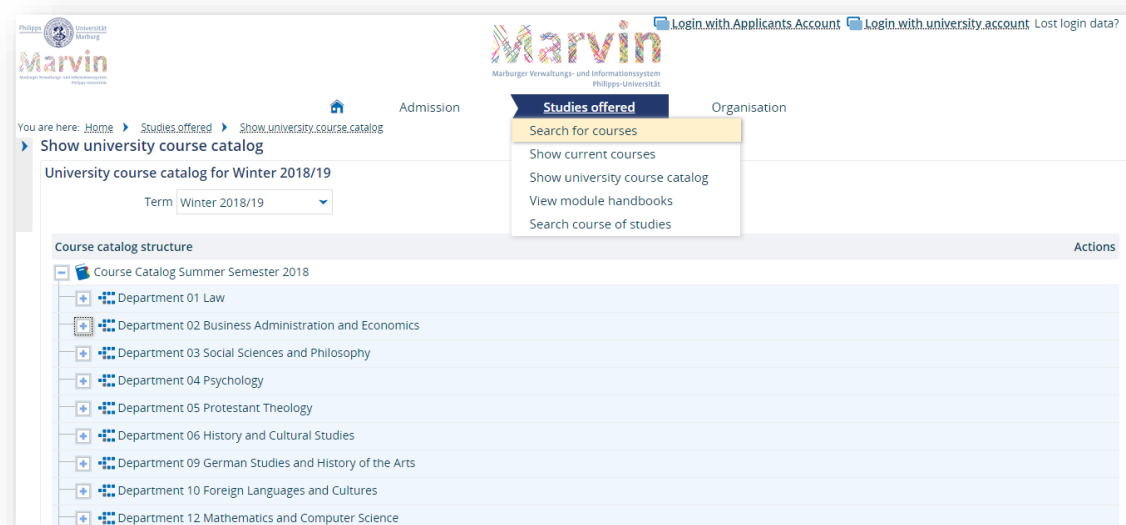 Philipps Universität
Marburg
Login with Applicants Account Login with university account Lost login data?
Marvin
Marburger Verwaltungs- und Informationssystem
Philipps-Universität
Marvin
Marburger Verwaltungs- und Informationssystem
Philipps-Universität
Admission Studies offered Organisation
You are here: Home Studies offered Show university course catalog
Search for courses
Show current courses
Show university course catalog
View module handbooks
Search course of studies
Show university course catalog
University course catalog for Winter 2018/19
Term Winter 2018/19
Course catalog structure Actions
Course Catalog Summer Semester 2018
Department 01 Law
Department 02 Business Administration and Economics
Department 03 Social Sciences and Philosophy
Department 04 Psychology
Department 05 Protestant Theology
Department 06 History and Cultural Studies
Department 09 German Studies and History of the Arts
Department 10 Foreign Languages and Cultures
Department 12 Mathematics and Computer Science